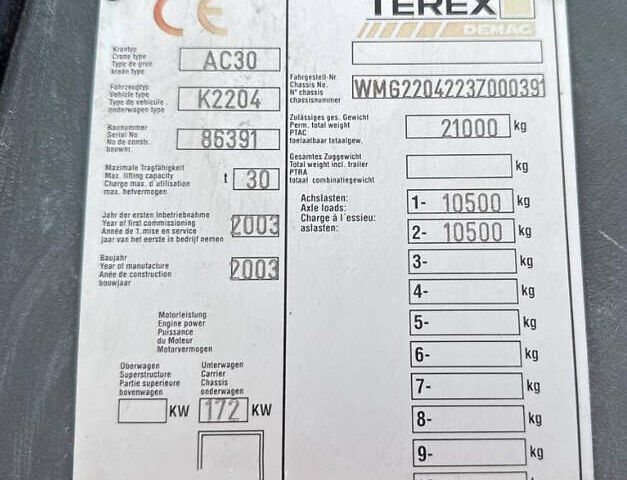 CE
Krantyp
Crane type
Type de grue
kraan type
AC30
Fahrzeugtyp
Vehicle type
Type de véhicule
onderwagen type
K2204
Baunummer
Serial No
No de constr.
bouwnr.
86391
Maximale Tragfähigkeit
Max. lifting capacity
Charge max. d'utilisation
max. hefvermogen
t 30
Jahr der ersten Inbetriebnahme
Year of first commissioning
Année de 1.mise en service
jaar van het eerste in bedrijf nemen
2003
Baujahr
Year of manufacture
Anée de construction
bouwjaar
2003
Motorleistung
Engine power
Puissance
du Moteur
Motorvermogen
Oberwagen
Superstructure
Partie superieure
bovenwagen
KW
Unterwagen
Carrier
Chassis
onderwagen
172 KW
TEREX
DEMAG
Fahrgestell-Nr.
Chassis No.
N° chassis
chassisnummer
WMG2204223Z000391
Zulässiges ges. Gewicht
Perm. total weight
PTAC
toelaatbaar totaalgew.
21000 kg
Gesamtes Zuggewicht
Total weight incl. trailer
PTRA
totaal combinatiegewicht
kg
Achslasten:
Axle loads:
Charge à l'essieu:
aslasten:
1- 10500 kg
2- 10500 kg
3- kg
4- kg
5- kg
6- kg
7- kg
8- kg
9- kg